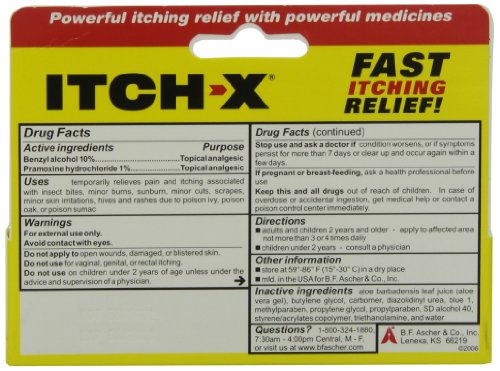 Powerful itching relief with powerful medicines
ITCH-X®
FAST
ITCHING
RELIEF!
Drug Facts
Active ingredients Purpose
Benzyl alcohol 10%........................Topical analgesic
Pramoxine hydrochloride 1%................Topical analgesic
Uses temporarily relieves pain and itching associated
with insect bites, minor burns, sunburn, minor cuts, scrapes,
minor skin irritations, hives and rashes due to poison ivy, poison
oak, or poison sumac
Warnings
For external use only.
Avoid contact with eyes.
Do not apply to open wounds, damaged, or blistered skin.
Do not use for vaginal, genital, or rectal itching.
Do not use on children under 2 years of age unless under the
advice and supervision of a physician.
Drug Facts (continued)
Stop use and ask a doctor if condition worsens, or if symptoms
persist for more than 7 days or clear up and occur again within a
few days.
If pregnant or breast-feeding, ask a health professional before
use
Keep this and all drugs out of reach of children. In case of
overdose or accidental ingestion, get medical help or contact a
poison control center immediately.
Directions
■ adults and children 2 years and older - apply to affected area
not more than 3 or 4 times daily
■ children under 2 years - consult a physician
Other information
■ store at 59°-86° F (15°-30° C) in a dry place
■ mfd. in the USA for B.F. Ascher & Co., Inc.
Inactive ingredients aloe barbadensis leaf juice (aloe
vera gel), butylene glycol, carbomer, diazolidinyl urea, blue 1,
methylparaben, propylene glycol, propylparaben, SD alcohol 40,
styrene/acrylates copolymer, triethanolamine, and water
Questions? 1-800-324-1880,
7:30am - 4:00pm Central, M - F,
or visit us at www.bfascher.com
A
B.F. Ascher & Co., Inc.
Lenexa, KS 66219
©2006